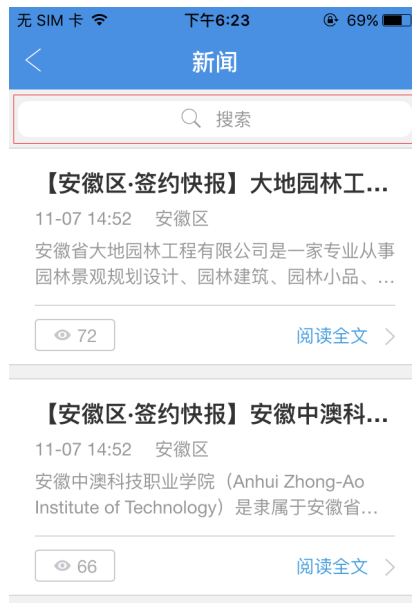 无 SIM 卡 下午6:23 69%
新闻
搜索
【安徽区·签约快报】大地园林工...
11-07 14:52 安徽区
安徽省大地园林工程有限公司是一家专业从事
园林景观规划设计、园林建筑、园林小品、...
72 阅读全文
【安徽区·签约快报】安徽中澳科...
11-07 14:52 安徽区
安徽中澳科技职业学院（Anhui Zhong-Ao
Institute of Technology）是隶属于安徽省...
66 阅读全文